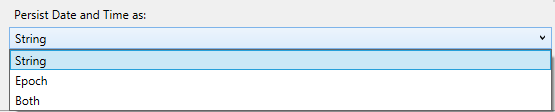 Persist Date and Time as:
String
String
Epoch
Both